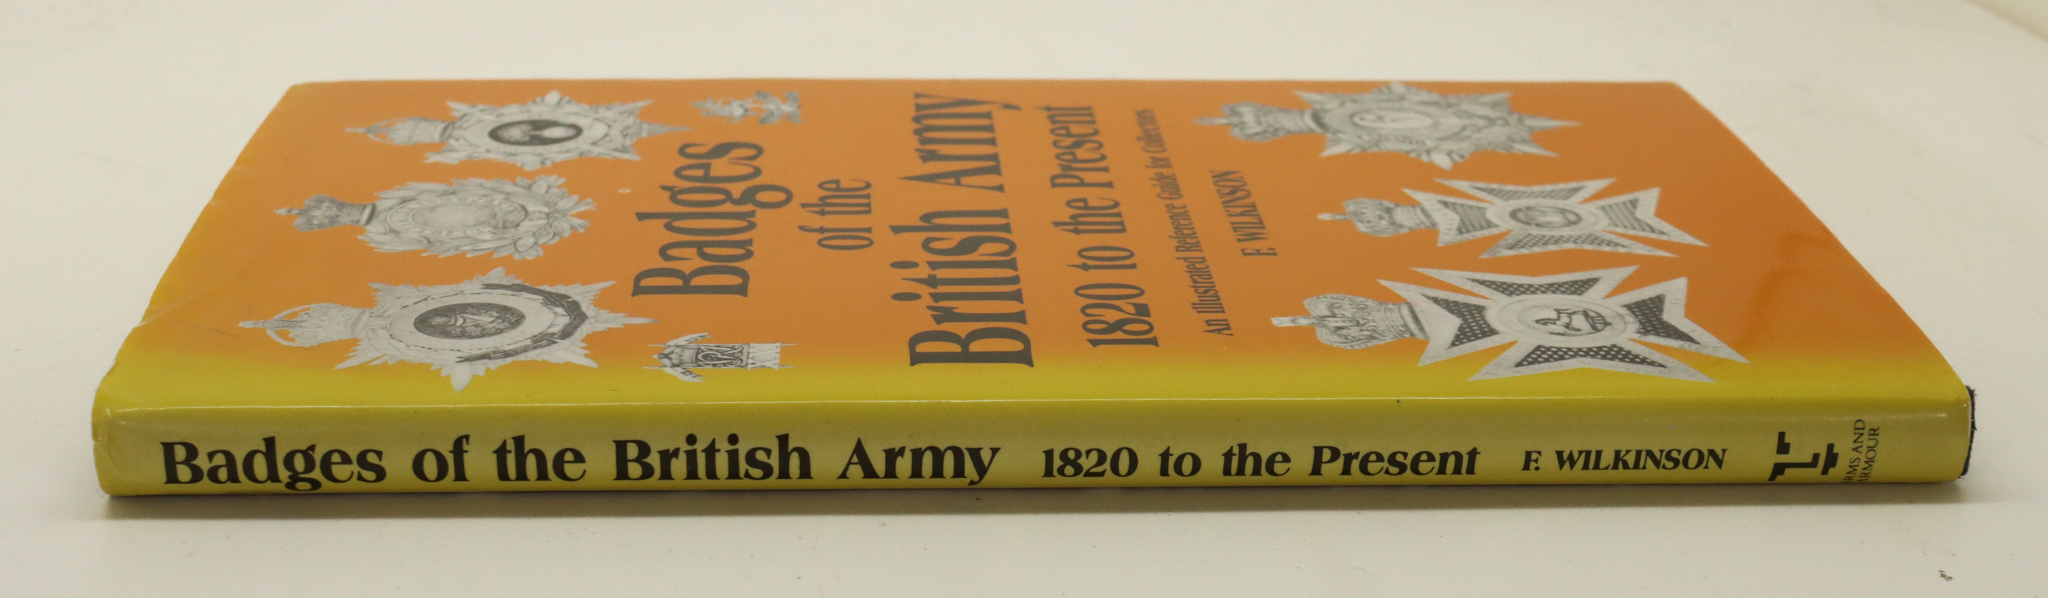 Badges
of the
British Army
1820 to the Present
An Illustrated Reference Guide for Collectors
F. WILKINSON
6
Badges of the British Army 1820 to the Present F. WILKINSON
ARMS AND
ARMOUR